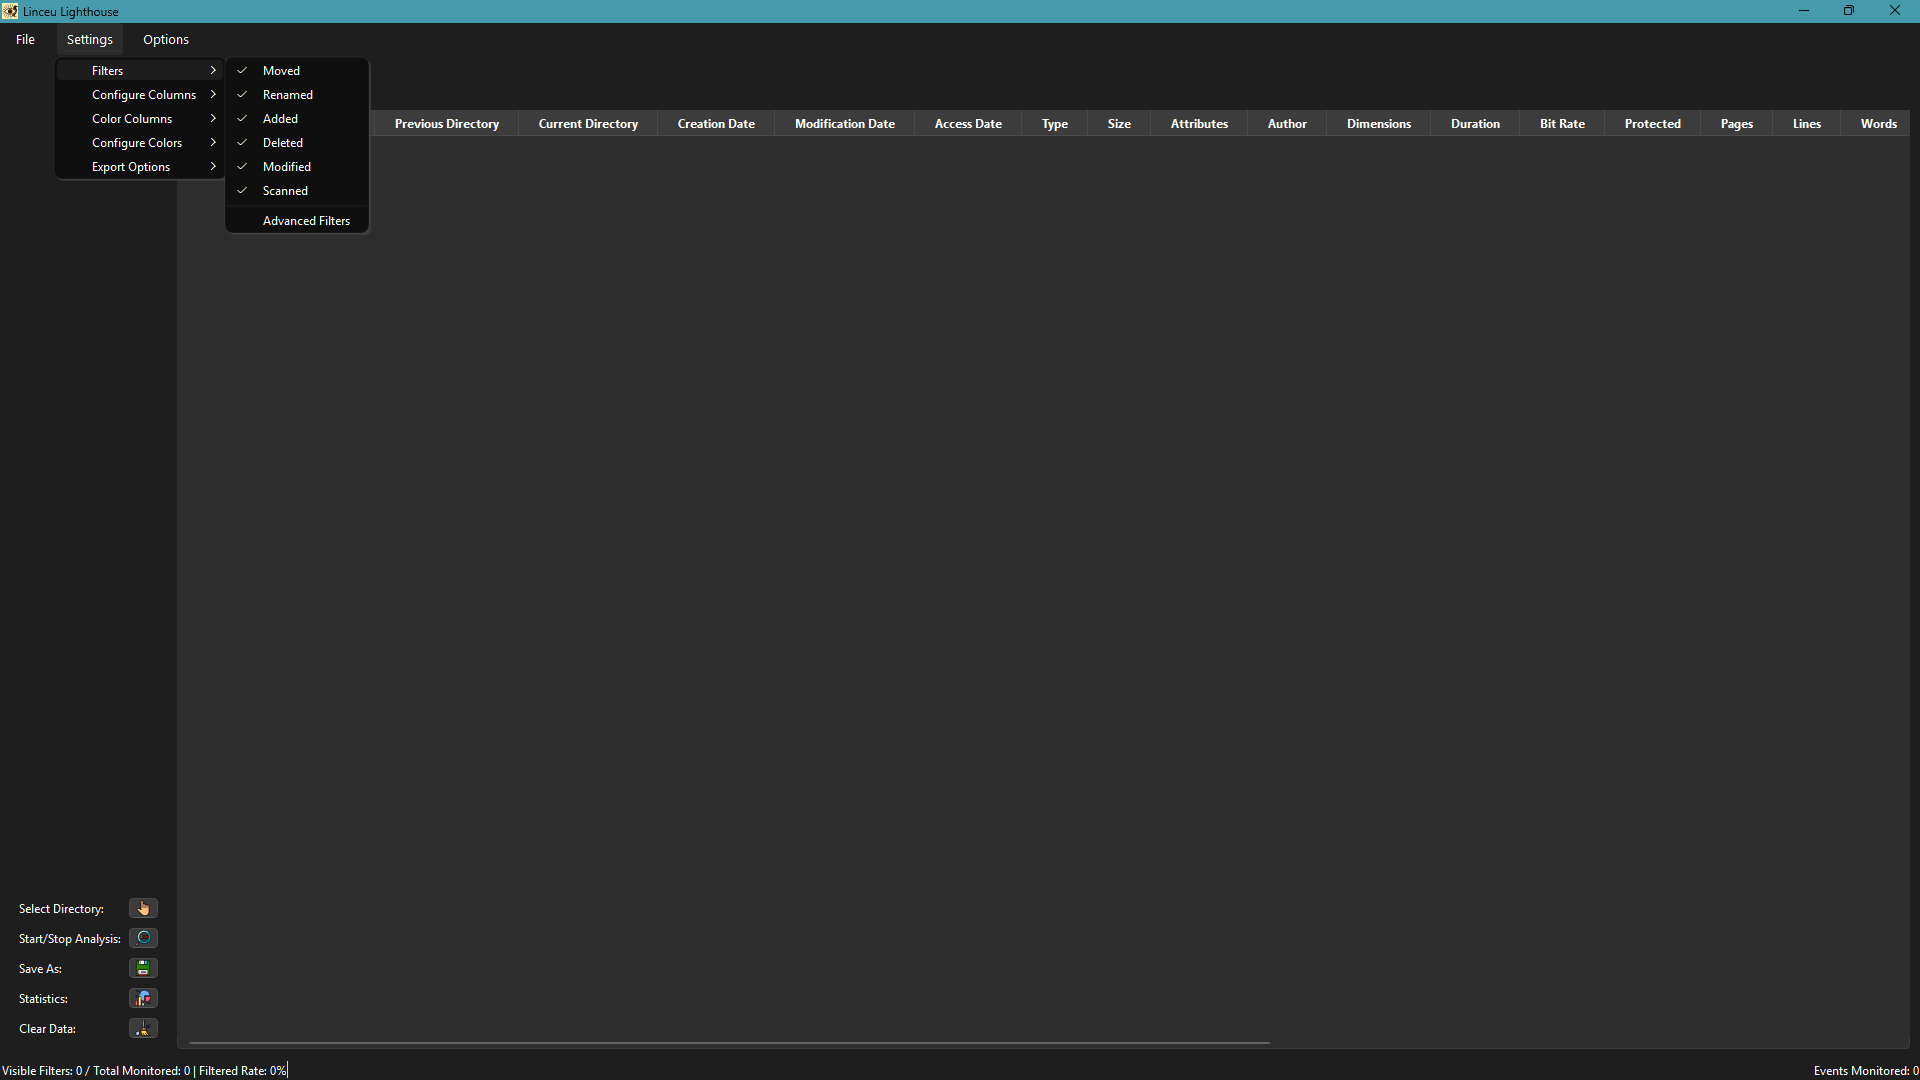 Linceu Lighthouse
File Settings Options
Filters
Configure Columns
Color Columns
Configure Colors
Export Options
Moved
Renamed
Added
Deleted
Modified
Scanned
Advanced Filters
Previous Directory Current Directory Creation Date Modification Date Access Date Type Size Attributes Author Dimensions Duration Bit Rate Protected Pages Lines Words
Select Directory:
Start/Stop Analysis:
Save As:
Statistics:
Clear Data:
Visible Filters: 0 / Total Monitored: 0 | Filtered Rate: 0% Events Monitored: 0